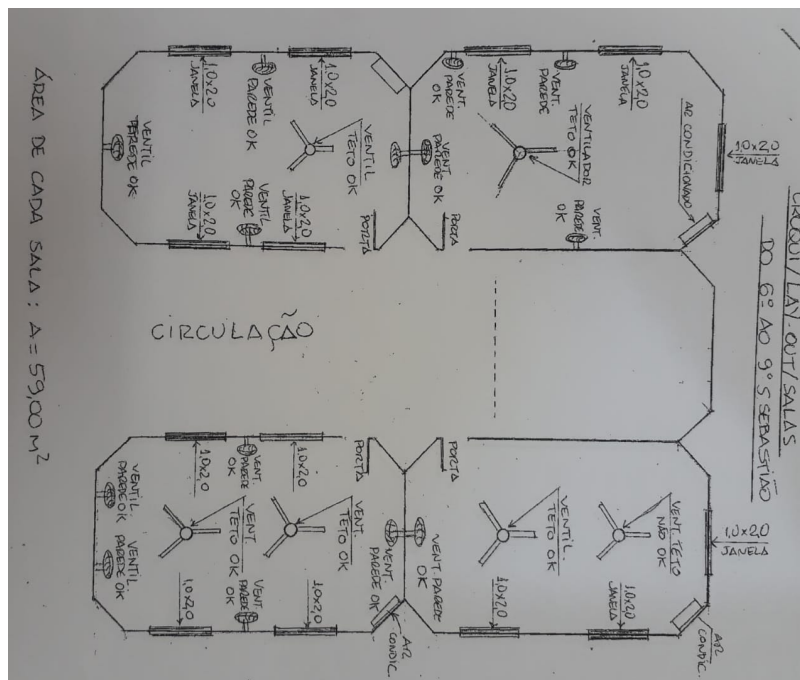 CROQUI/LAY-OUT/SALAS
DO 6º AO 9º S SEBASTIÃO
1,0x2,0
JANELA
1,0x2,0
JANELA
AR CONDICIONADO
1,0x2,0
JANELA
VENT.
PAREDE
1,0x2,0
JANELA
VENT.
PAREDE OK
VENTILADOR
TETO OK
VENT.
PAREDE OK
PORTA
VENT.
PAREDE OK
PORTA
1,0x2,0
JANELA
VENTIL
PAREDE OK
1,0x2,0
JANELA
VENTIL
TETO OK
1,0x2,0
JANELA
VENTIL
PAREDE
OK
1,0x2,0
JANELA
VENTIL
PAREDE OK
CIRCULAÇÃO
AR
CONDIC.
VENT. TETO
NÃO OK
1,0x2,0
JANELA
VENTIL.
TETO OK
1,0x2,0
PORTA
VENT. PAREDE
OK
VENT.
PAREDE OK
PORTA
AR
CONDIC.
1,0x2,0
VENT.
TETO OK
1,0x2,0
VENT.
PAREDE
OK
VENT
TETO OK
VENT
PAREDE
OK
1,0x2,0
1,0x2,0
VENTIL.
PAREDE OK
VENTIL.
PAREDE OK
ÁREA DE CADA SALA: A=59,00 M²